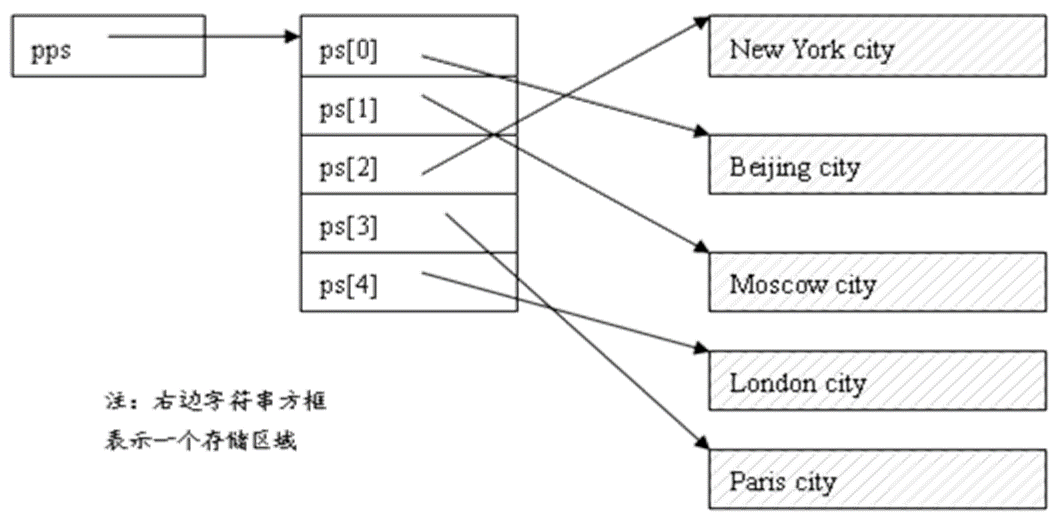 pps
ps[0]
ps[1]
ps[2]
ps[3]
ps[4]
New York city
Beijing city
Moscow city
London city
Paris city
注：右边字符串方框
表示一个存储区域